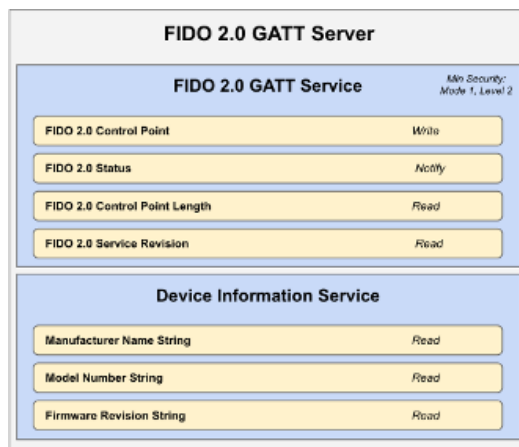 FIDO 2.0 GATT Server
FIDO 2.0 GATT Service
Min Security:
Mode 1, Level 2
FIDO 2.0 Control Point Write
FIDO 2.0 Status Notify
FIDO 2.0 Control Point Length Read
FIDO 2.0 Service Revision Read
Device Information Service
Manufacturer Name String Read
Model Number String Read
Firmware Revision String Read